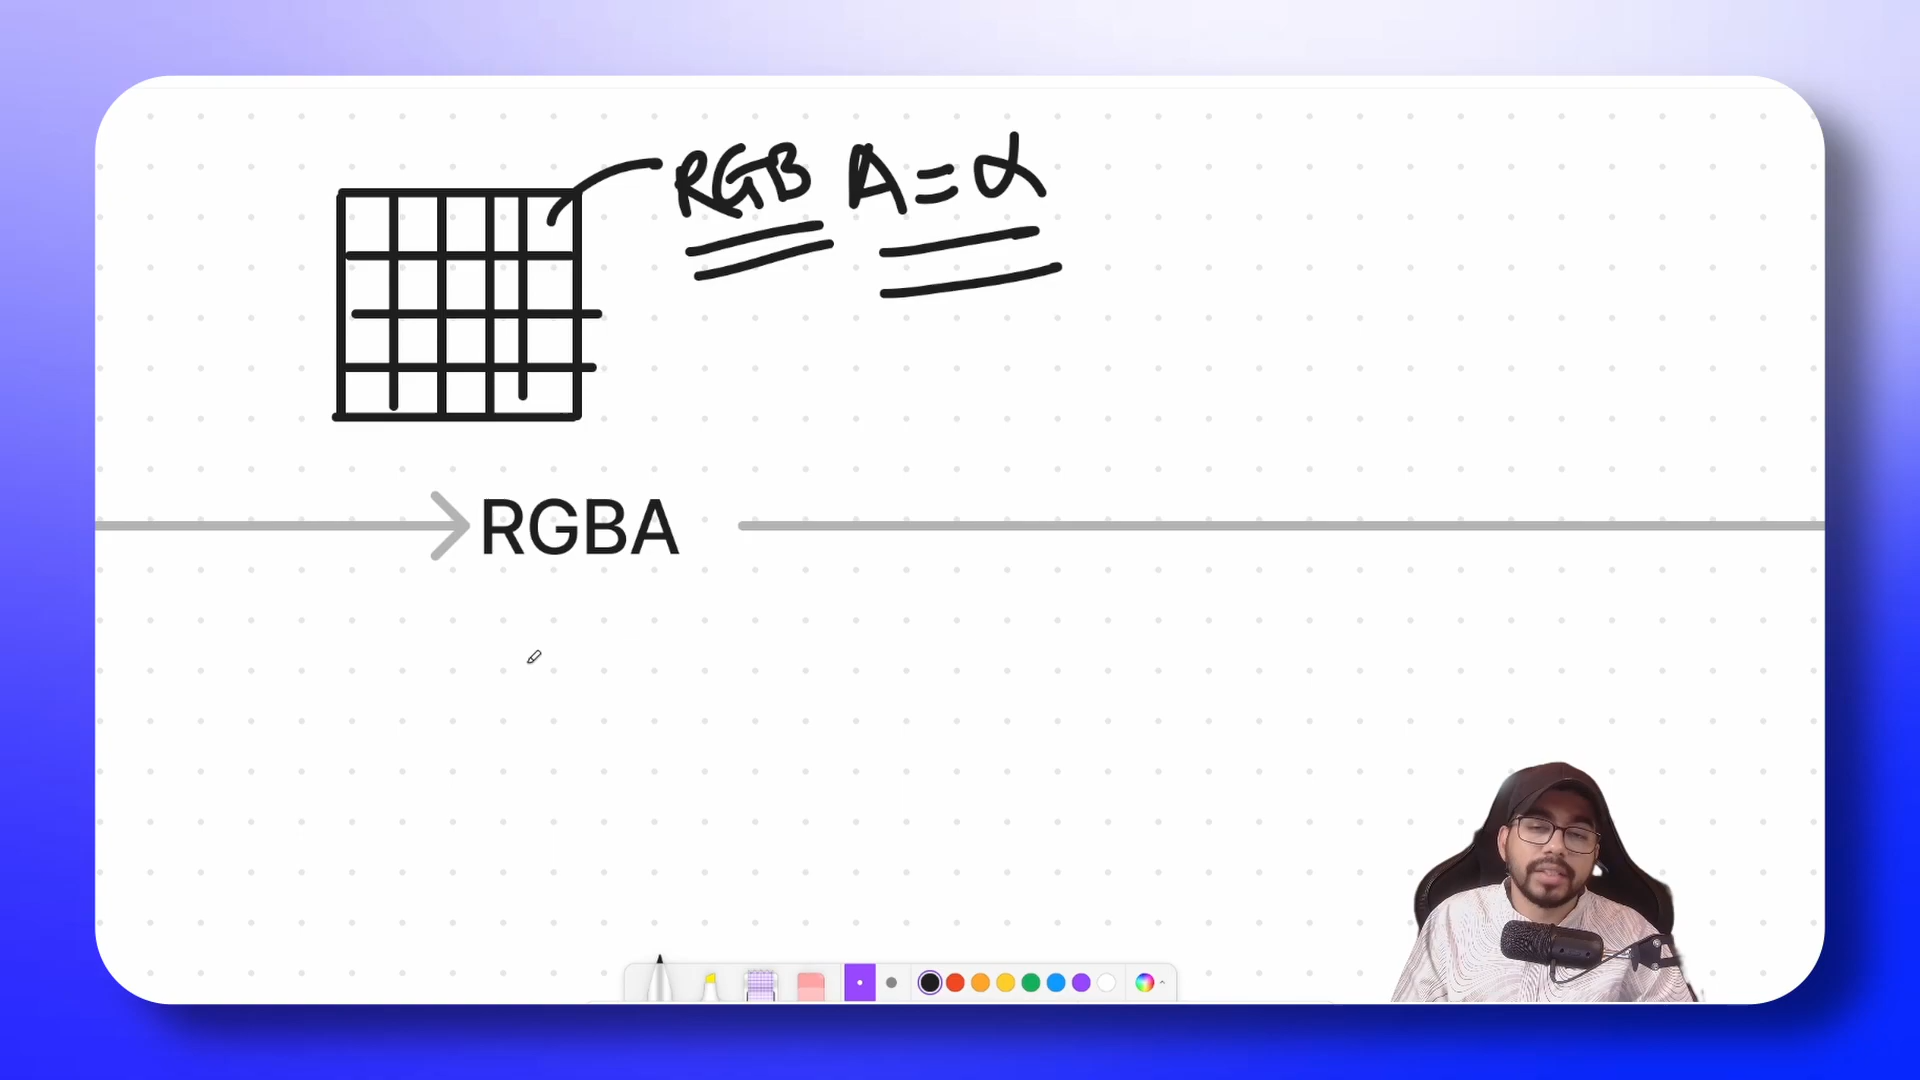 RGB A = α
RGBA